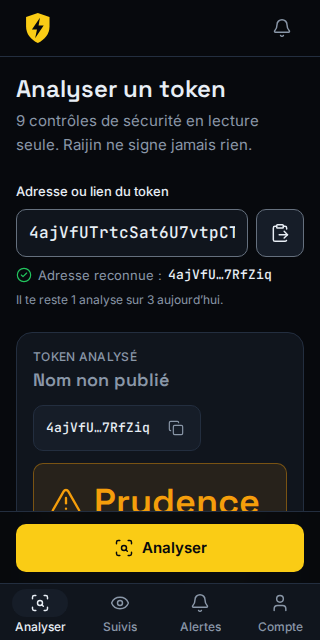 Analyser un token
9 contrôles de sécurité en lecture
seule. Raijin ne signe jamais rien.
Adresse ou lien du token
4ajVfUTrtcSat6U7vtpCT
Adresse reconnue : 4ajVfU…7RfZiq
Il te reste 1 analyse sur 3 aujourd'hui.
TOKEN ANALYSÉ
Nom non publié
4ajVfU…7RfZiq
Prudence
Analyser
Analyser
Suivis
Alertes
Compte